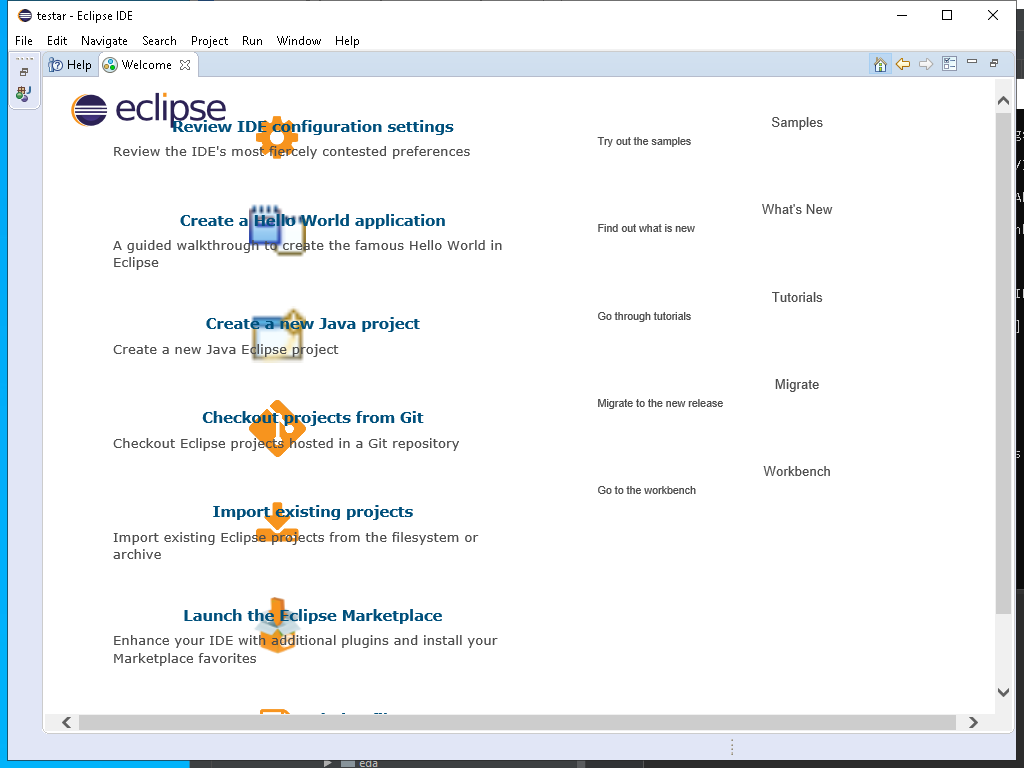 testar - Eclipse IDE
File Edit Navigate Search Project Run Window Help
Help Welcome
eclipse
Review IDE configuration settings
Review the IDE's most fiercely contested preferences
Create a Hello World application
A guided walkthrough to create the famous Hello World in
Eclipse
Create a new Java project
Create a new Java Eclipse project
Checkout projects from Git
Checkout Eclipse projects hosted in a Git repository
Import existing projects
Import existing Eclipse projects from the filesystem or
archive
Launch the Eclipse Marketplace
Enhance your IDE with additional plugins and install your
Marketplace favorites
Samples
Try out the samples
What's New
Find out what is new
Tutorials
Go through tutorials
Migrate
Migrate to the new release
Workbench
Go to the workbench
eda